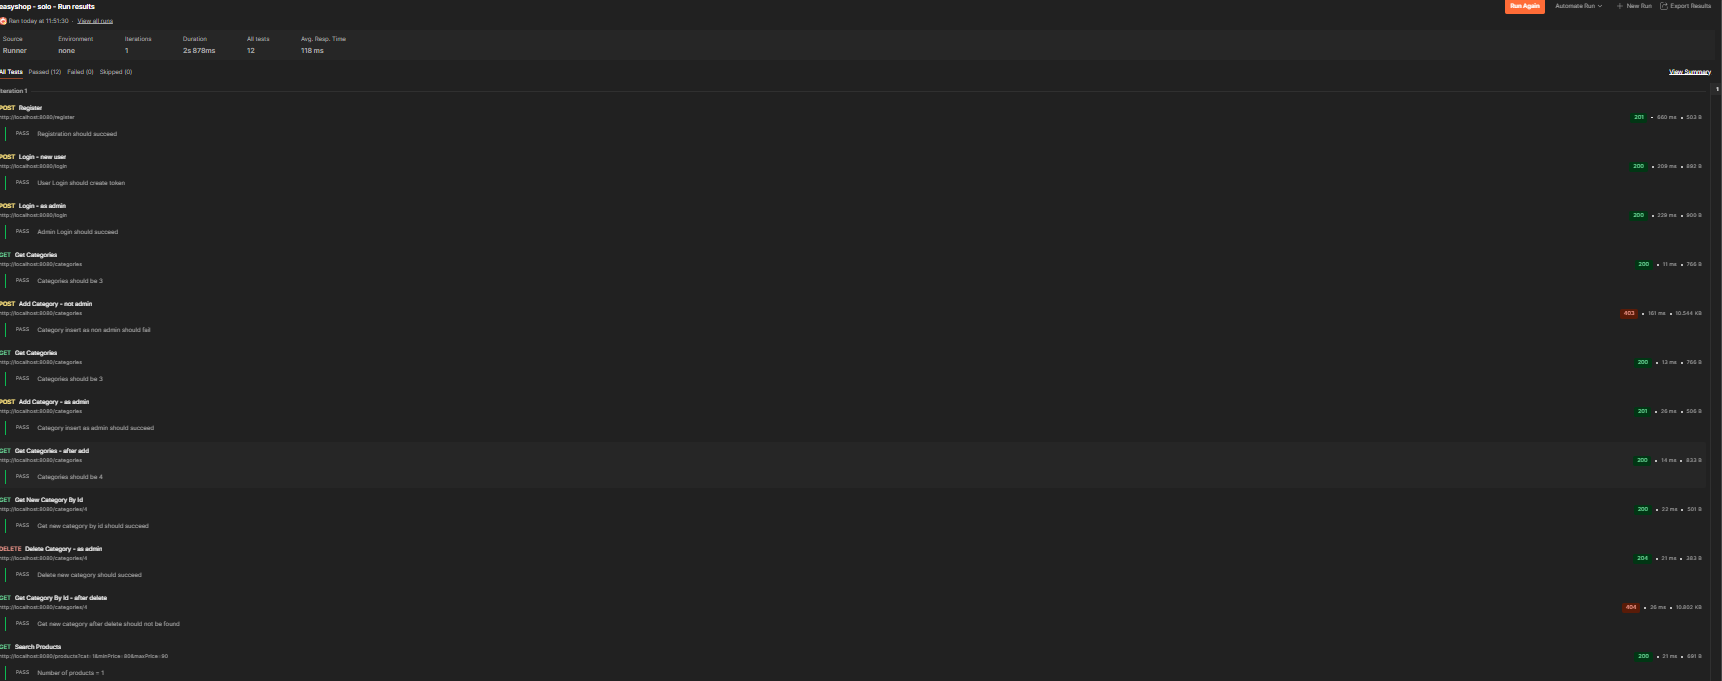 easyshop - solo - Run results
Ran today at 11:51:30 · View all runs
Run Again
Automate Run
+ New Run
Export Results
Source Environment Iterations Duration All tests Avg. Resp. Time
Runner none 1 2s 878ms 12 118 ms
All Tests Passed (12) Failed (0) Skipped (0) View Summary
Iteration 1
1
POST Register
http://localhost:8080/register 201 • 660 ms • 503 B
PASS Registration should succeed
POST Login - new user
http://localhost:8080/login 200 • 209 ms • 892 B
PASS User Login should create token
POST Login - as admin
http://localhost:8080/login 200 • 229 ms • 900 B
PASS Admin Login should succeed
GET Get Categories
http://localhost:8080/categories 200 • 11 ms • 766 B
PASS Categories should be 3
POST Add Category - not admin
http://localhost:8080/categories 403 • 161 ms • 10.544 KB
PASS Category insert as non admin should fail
GET Get Categories
http://localhost:8080/categories 200 • 13 ms • 766 B
PASS Categories should be 3
POST Add Category - as admin
http://localhost:8080/categories 201 • 26 ms • 506 B
PASS Category insert as admin should succeed
GET Get Categories - after add
http://localhost:8080/categories 200 • 14 ms • 833 B
PASS Categories should be 4
GET Get New Category By Id
http://localhost:8080/categories/4 200 • 22 ms • 501 B
PASS Get new category by id should succeed
DELETE Delete Category - as admin
http://localhost:8080/categories/4 204 • 21 ms • 383 B
PASS Delete new category should succeed
GET Get Category By Id - after delete
http://localhost:8080/categories/4 404 • 26 ms • 10.802 KB
PASS Get new category after delete should not be found
GET Search Products
http://localhost:8080/products?cat=1&minPrice=80&maxPrice=90 200 • 21 ms • 691 B
PASS Number of products = 1